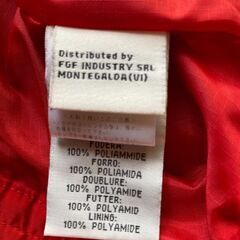 Distributed by
FGF INDUSTRY SRL
MONTEGALDA(VI)
FODERA:
100% POLIAMMIDE
FORRO:
100% POLIAMIDA
DOUBLURE:
100% POLYAMIDE
FUTTER:
100% POLYAMID
LINING:
100% POLYAMIDE